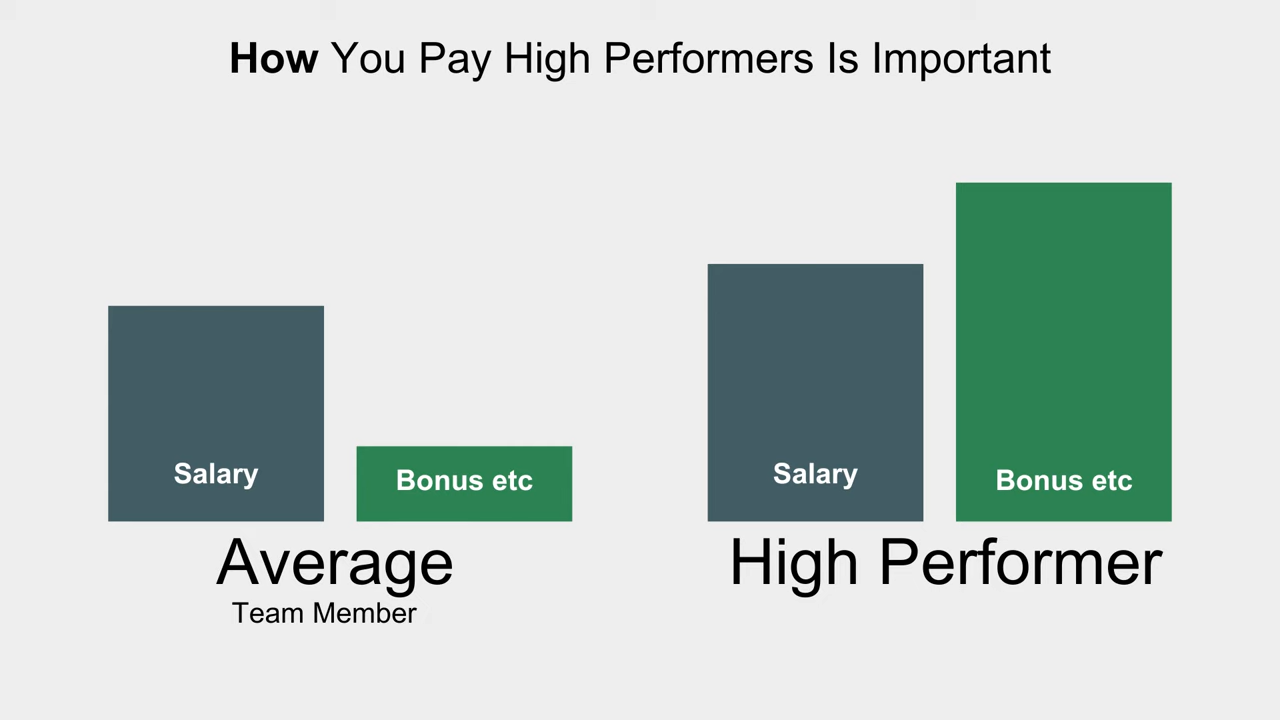 How You Pay High Performers Is Important
Salary
Bonus etc
Average
Team Member
Salary
Bonus etc
High Performer